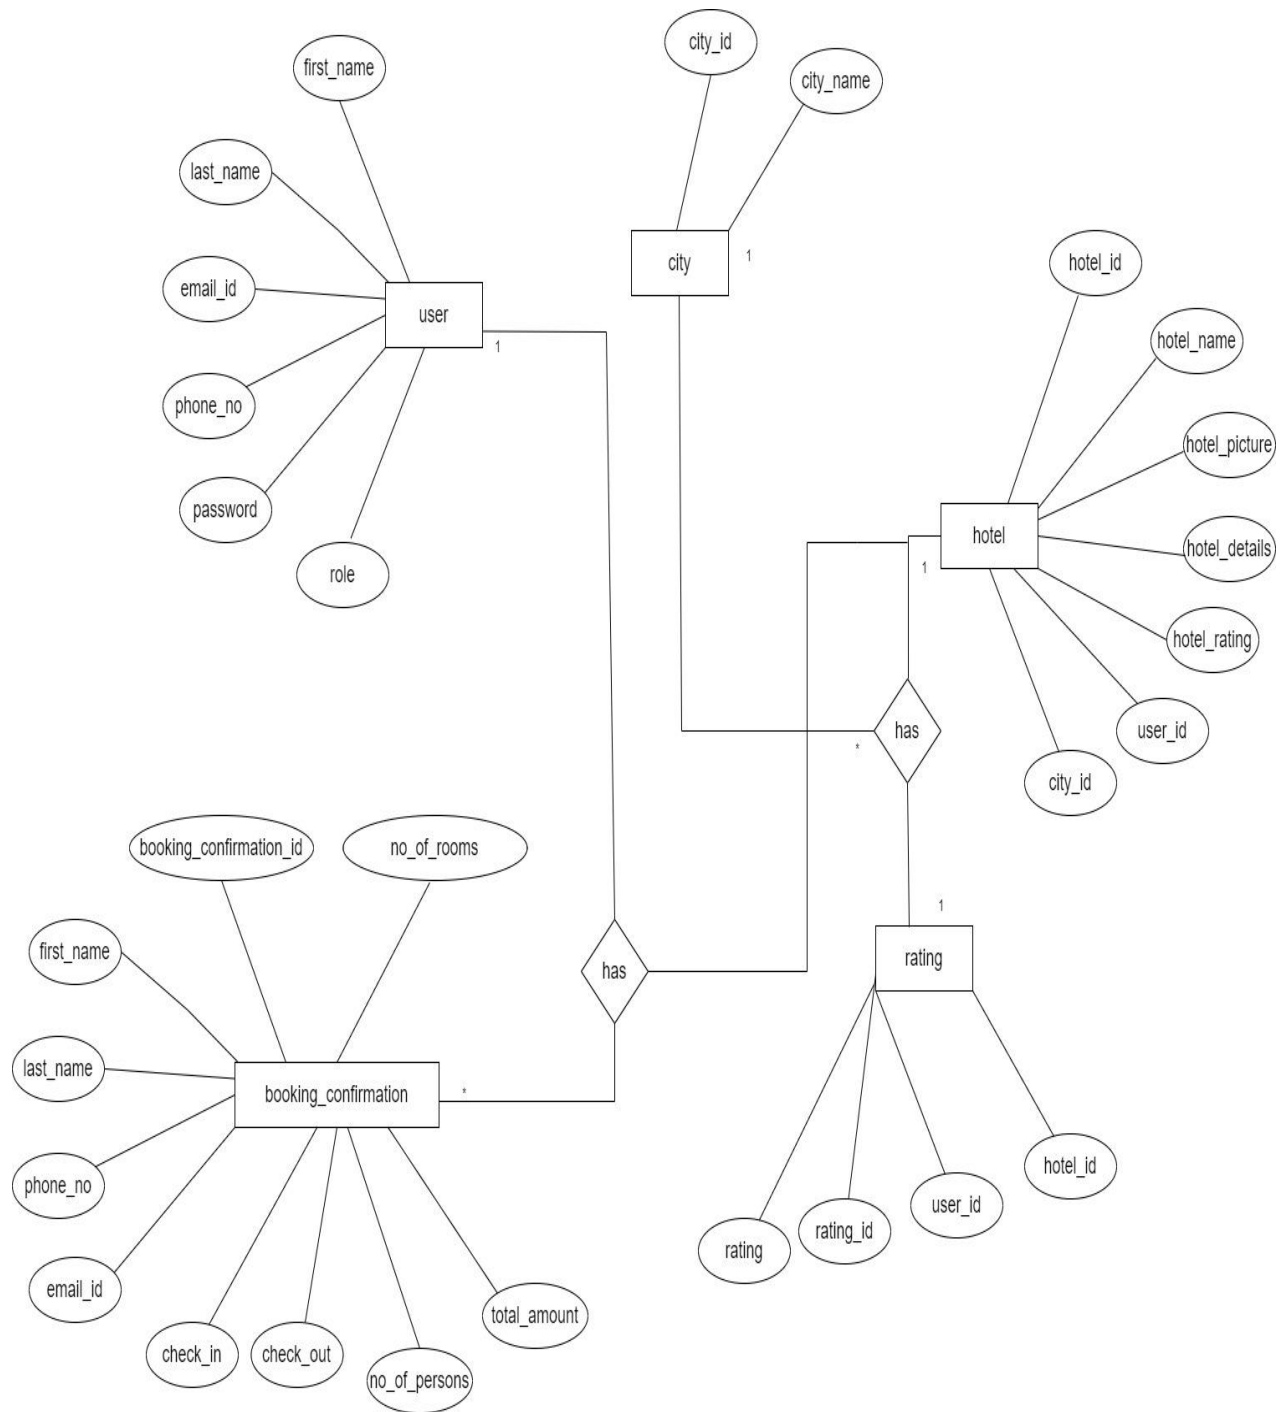 city_id
first_name
city_name
last_name
city
1
hotel_id
email_id
user
1
hotel_name
phone_no
hotel_picture
password
hotel
hotel_details
1
role
hotel_rating
has
*
user_id
city_id
booking_confirmation_id
no_of_rooms
1
first_name
rating
has
last_name
booking_confirmation
*
phone_no
hotel_id
user_id
rating_id
rating
email_id
total_amount
check_in
check_out
no_of_persons